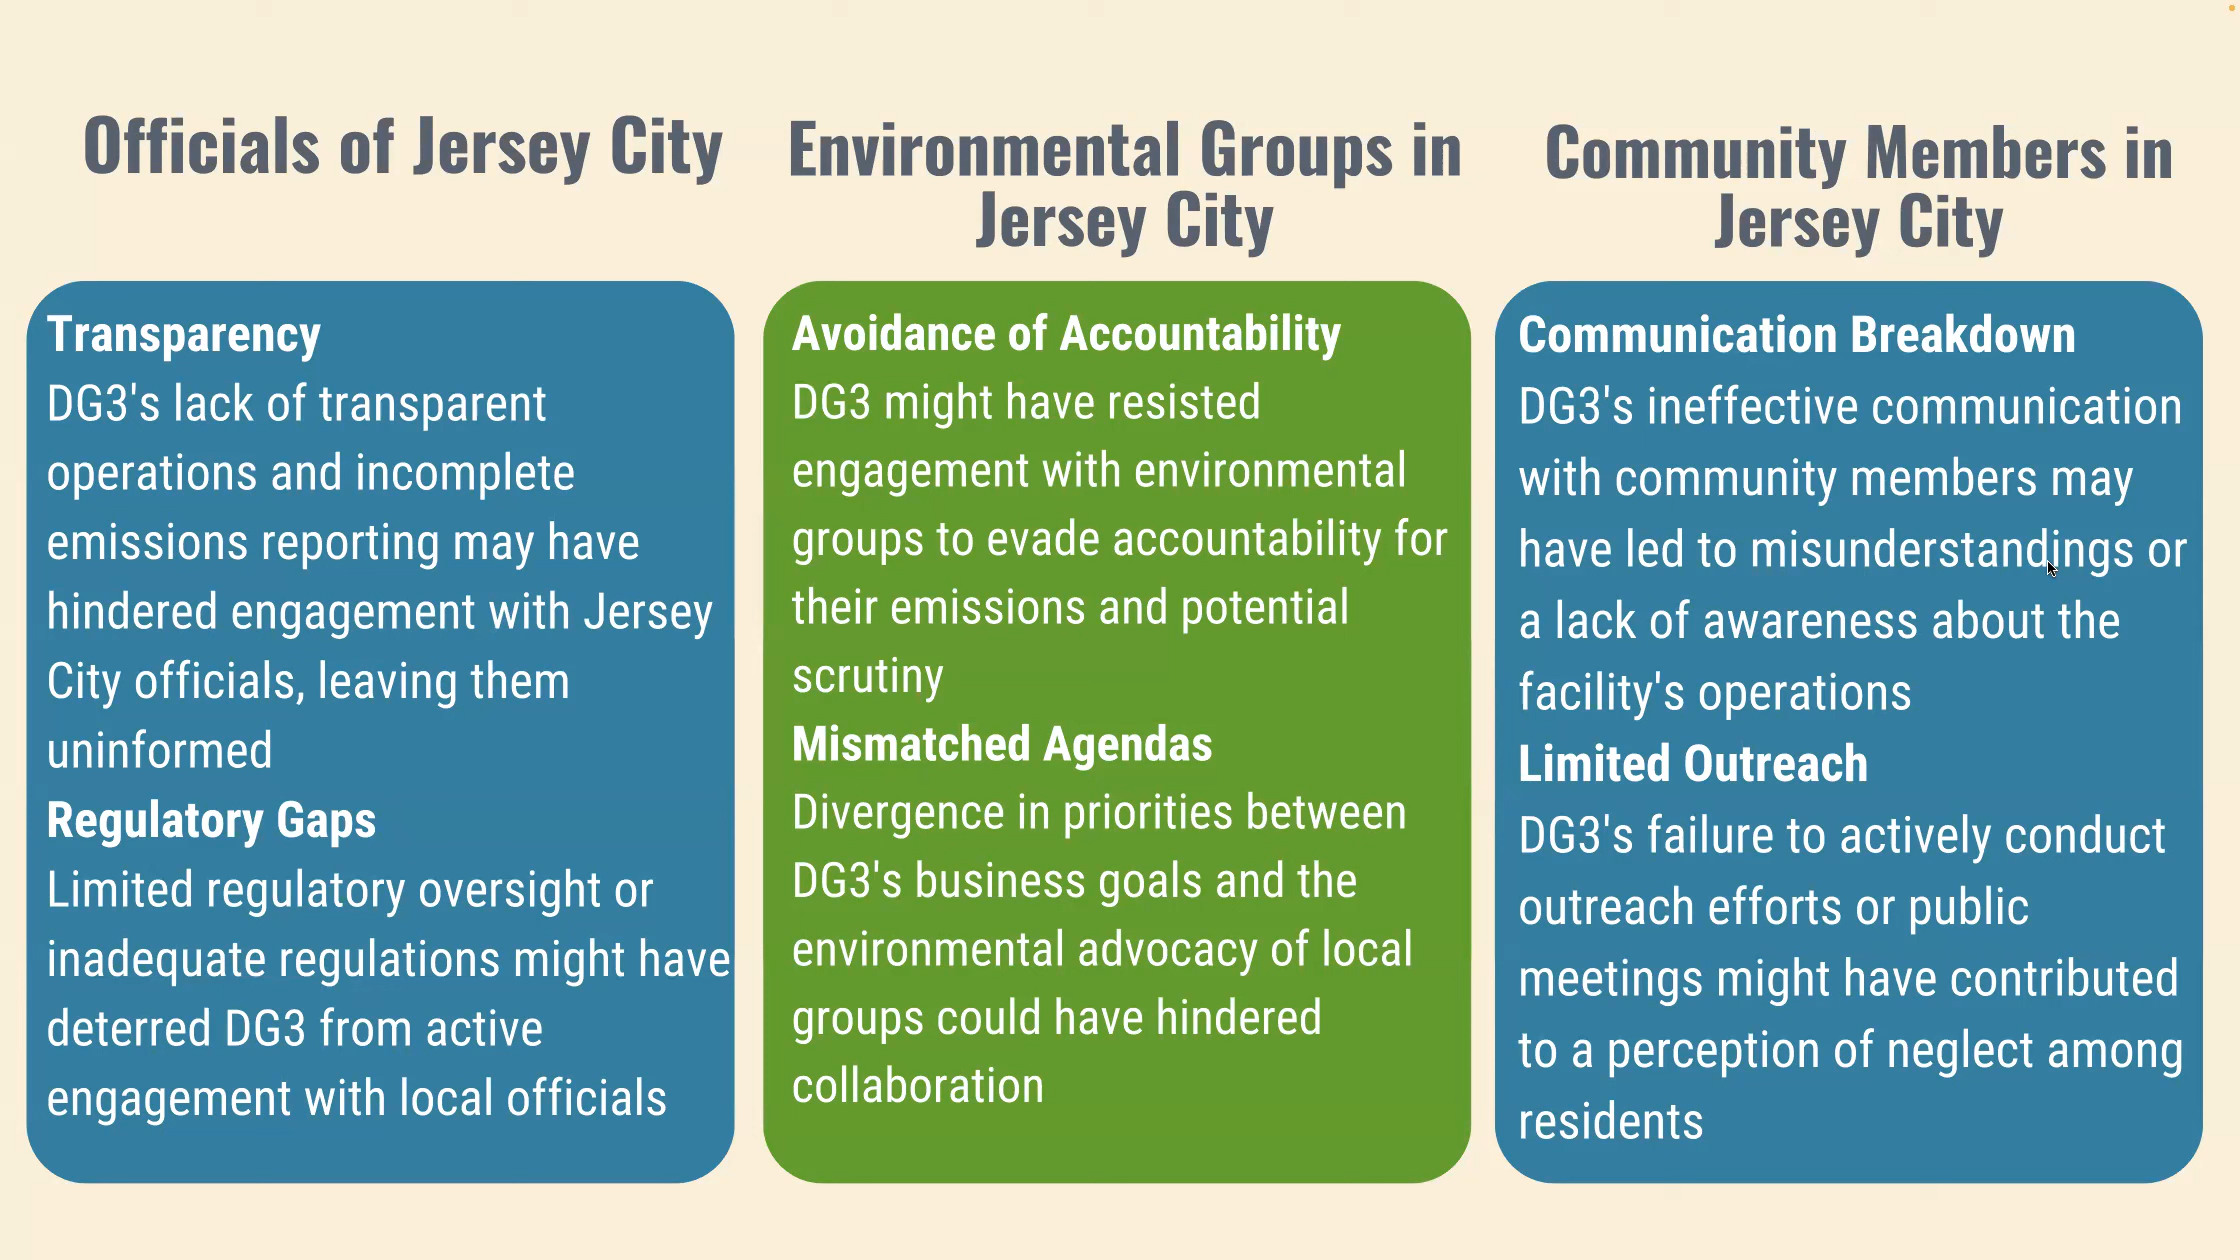 Officials of Jersey City
Transparency
DG3's lack of transparent
operations and incomplete
emissions reporting may have
hindered engagement with Jersey
City officials, leaving them
uninformed
Regulatory Gaps
Limited regulatory oversight or
inadequate regulations might have
deterred DG3 from active
engagement with local officials
Environmental Groups in
Jersey City
Avoidance of Accountability
DG3 might have resisted
engagement with environmental
groups to evade accountability for
their emissions and potential
scrutiny
Mismatched Agendas
Divergence in priorities between
DG3's business goals and the
environmental advocacy of local
groups could have hindered
collaboration
Community Members in
Jersey City
Communication Breakdown
DG3's ineffective communication
with community members may
have led to misunderstandings or
a lack of awareness about the
facility's operations
Limited Outreach
DG3's failure to actively conduct
outreach efforts or public
meetings might have contributed
to a perception of neglect among
residents